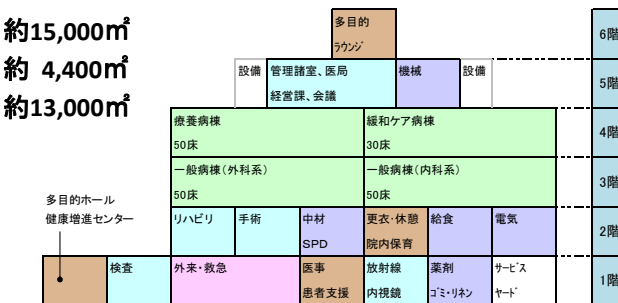 約15,000㎡
約 4,400㎡
約13,000㎡
多目的
ラウンジ
6階
設備
管理諸室、医局
経営課、会議
機械
設備
5階
療養病棟
50床
緩和ケア病棟
30床
4階
一般病棟(外科系)
50床
一般病棟(内科系)
50床
3階
多目的ホール
健康増進センター
リハビリ
手術
中材
SPD
更衣・休憩
院内保育
給食
電気
2階
検査
外来・救急
医事
患者支援
放射線
内視鏡
薬剤
ゴミ・リネン
サービス
ヤード
1階